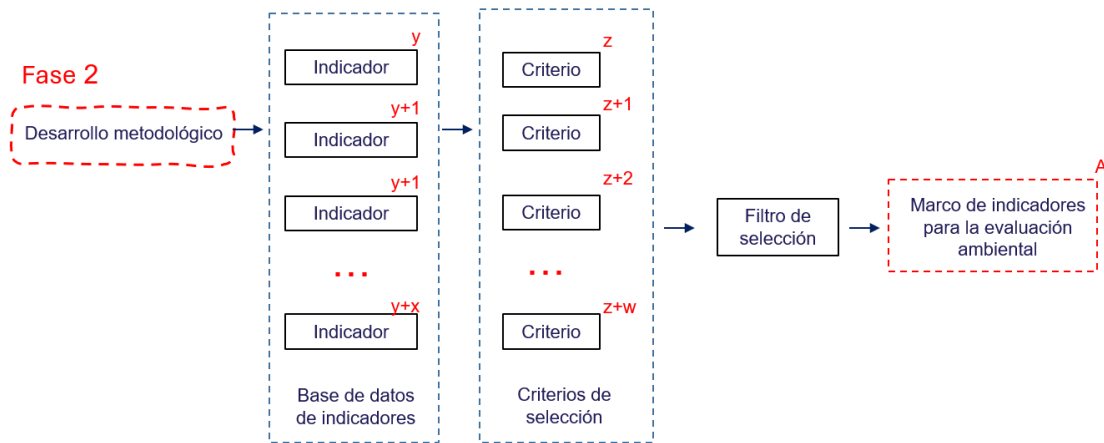 Fase 2
Desarrollo metodológico
y
Indicador
y+1
Indicador
y+1
Indicador
...
y+x
Indicador
Base de datos
de indicadores
z
Criterio
z+1
Criterio
z+2
Criterio
...
z+w
Criterio
Criterios de
selección
Filtro de
selección
A
Marco de indicadores
para la evaluación
ambiental